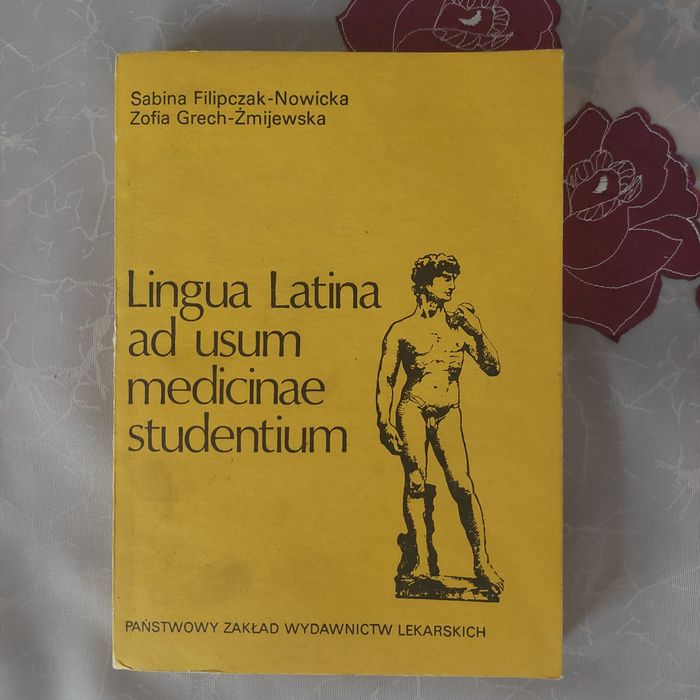 Sabina Filipczak-Nowicka
Zofia Grech-Żmijewska
Lingua Latina
ad usum
medicinae
studentium
PAŃSTWOWY ZAKŁAD WYDAWNICTW LEKARSKICH